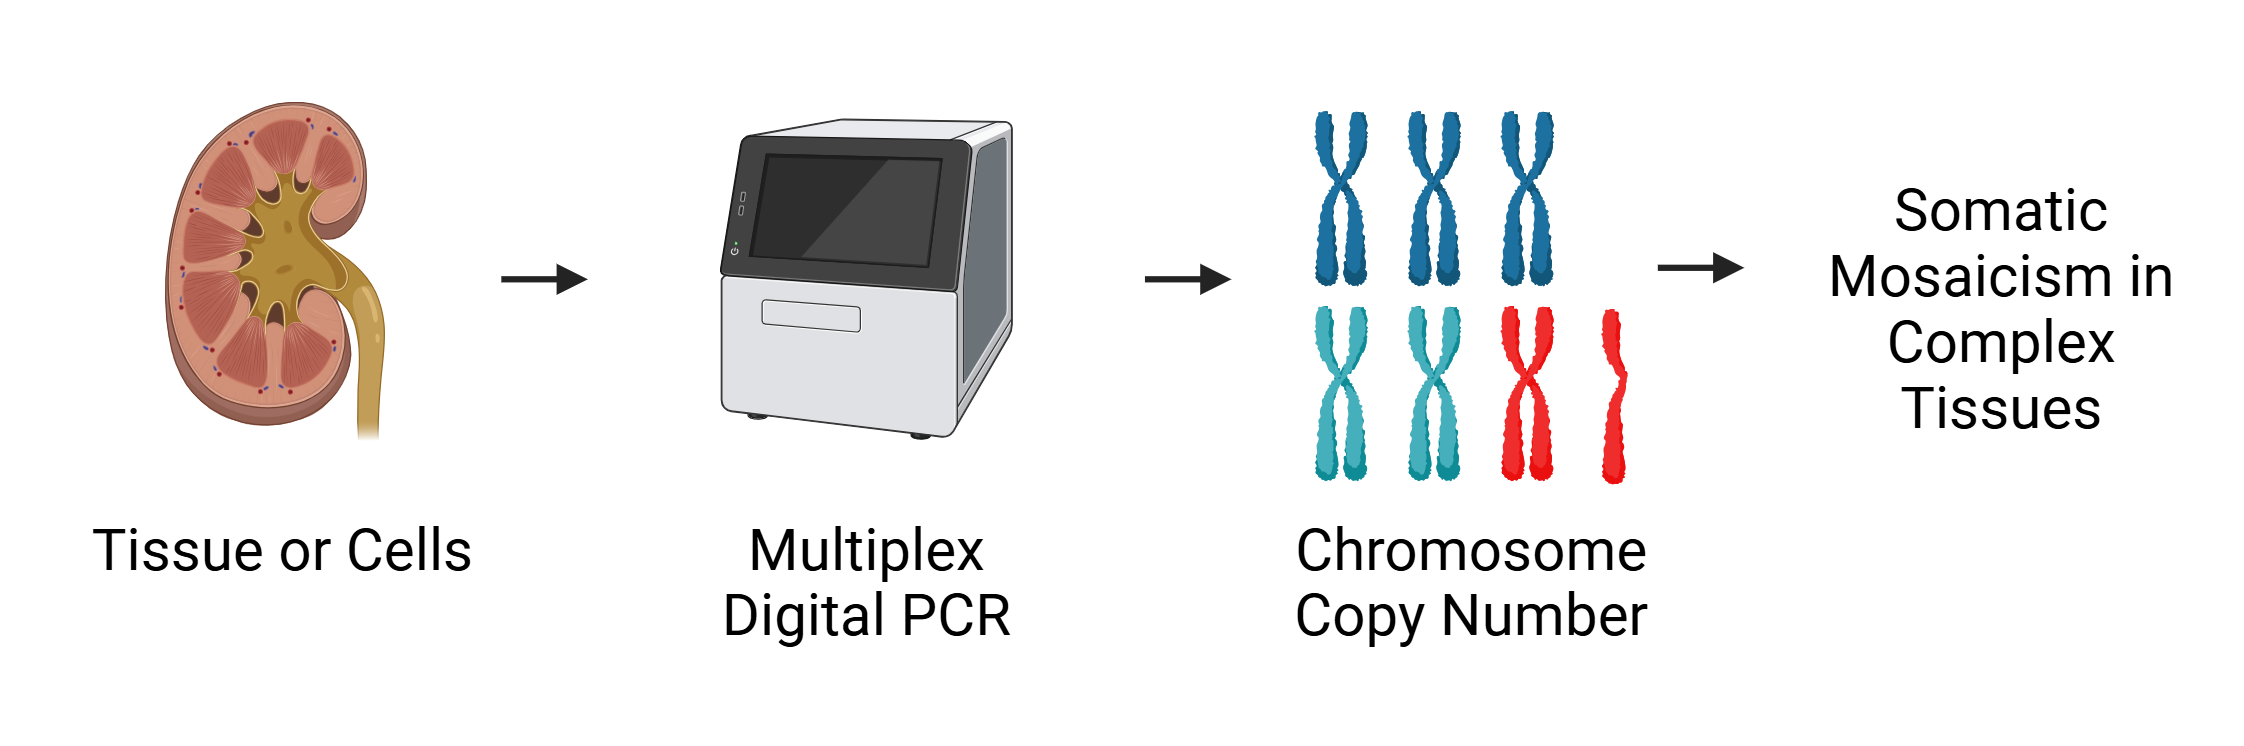 Tissue or Cells
Multiplex
Digital PCR
Chromosome
Copy Number
Somatic
Mosaicism in
Complex
Tissues